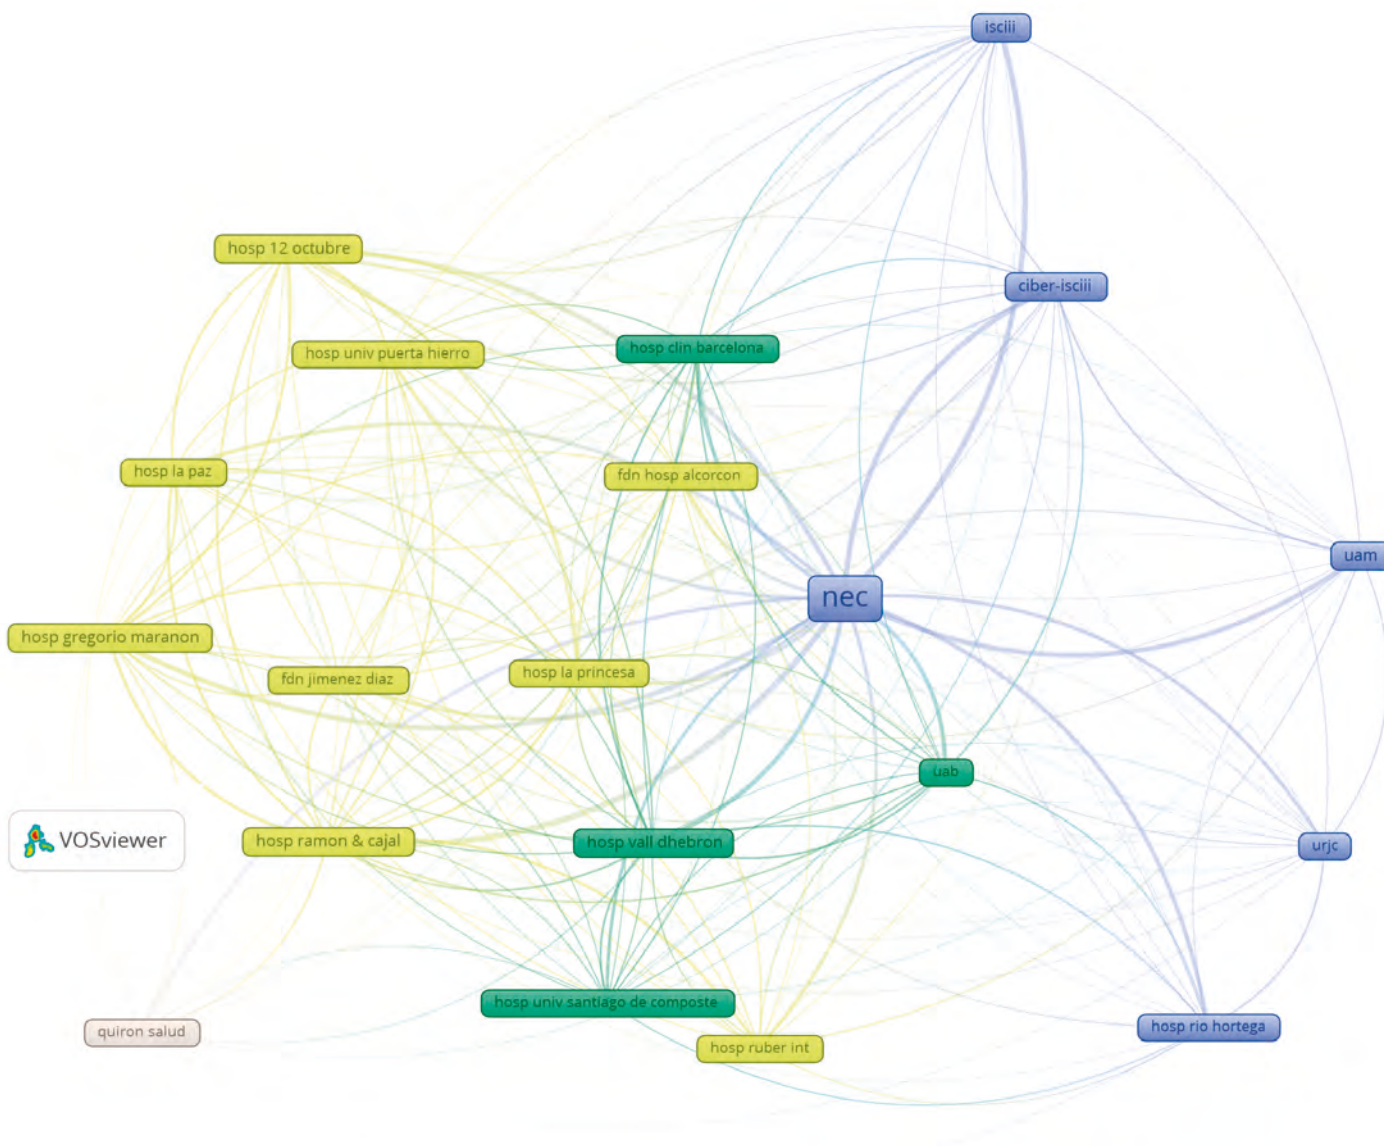 isciii
hosp 12 octubre
ciber-isciii
hosp univ puerta hierro
hosp clin barcelona
hosp la paz
fdn hosp alcorcon
uam
nec
hosp gregorio maranon
fdn jimenez diaz
hosp la princesa
uab
VOSviewer
hosp ramon & cajal
hosp vall dhebron
urjc
hosp univ santiago de composte
quiron salud
hosp ruber int
hosp rio hortega